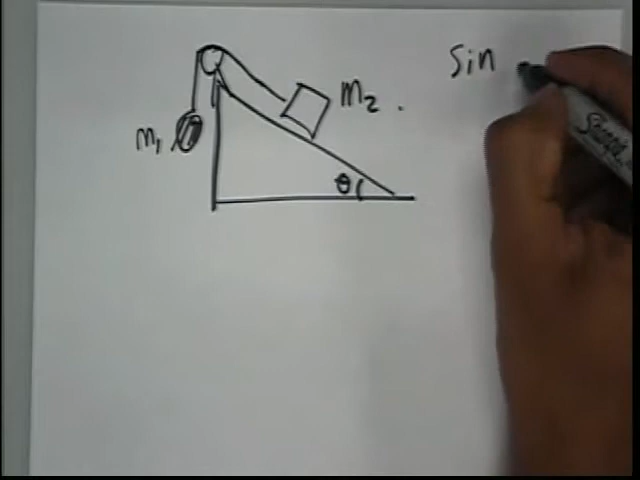 sin
m₂ .
m₁
θ